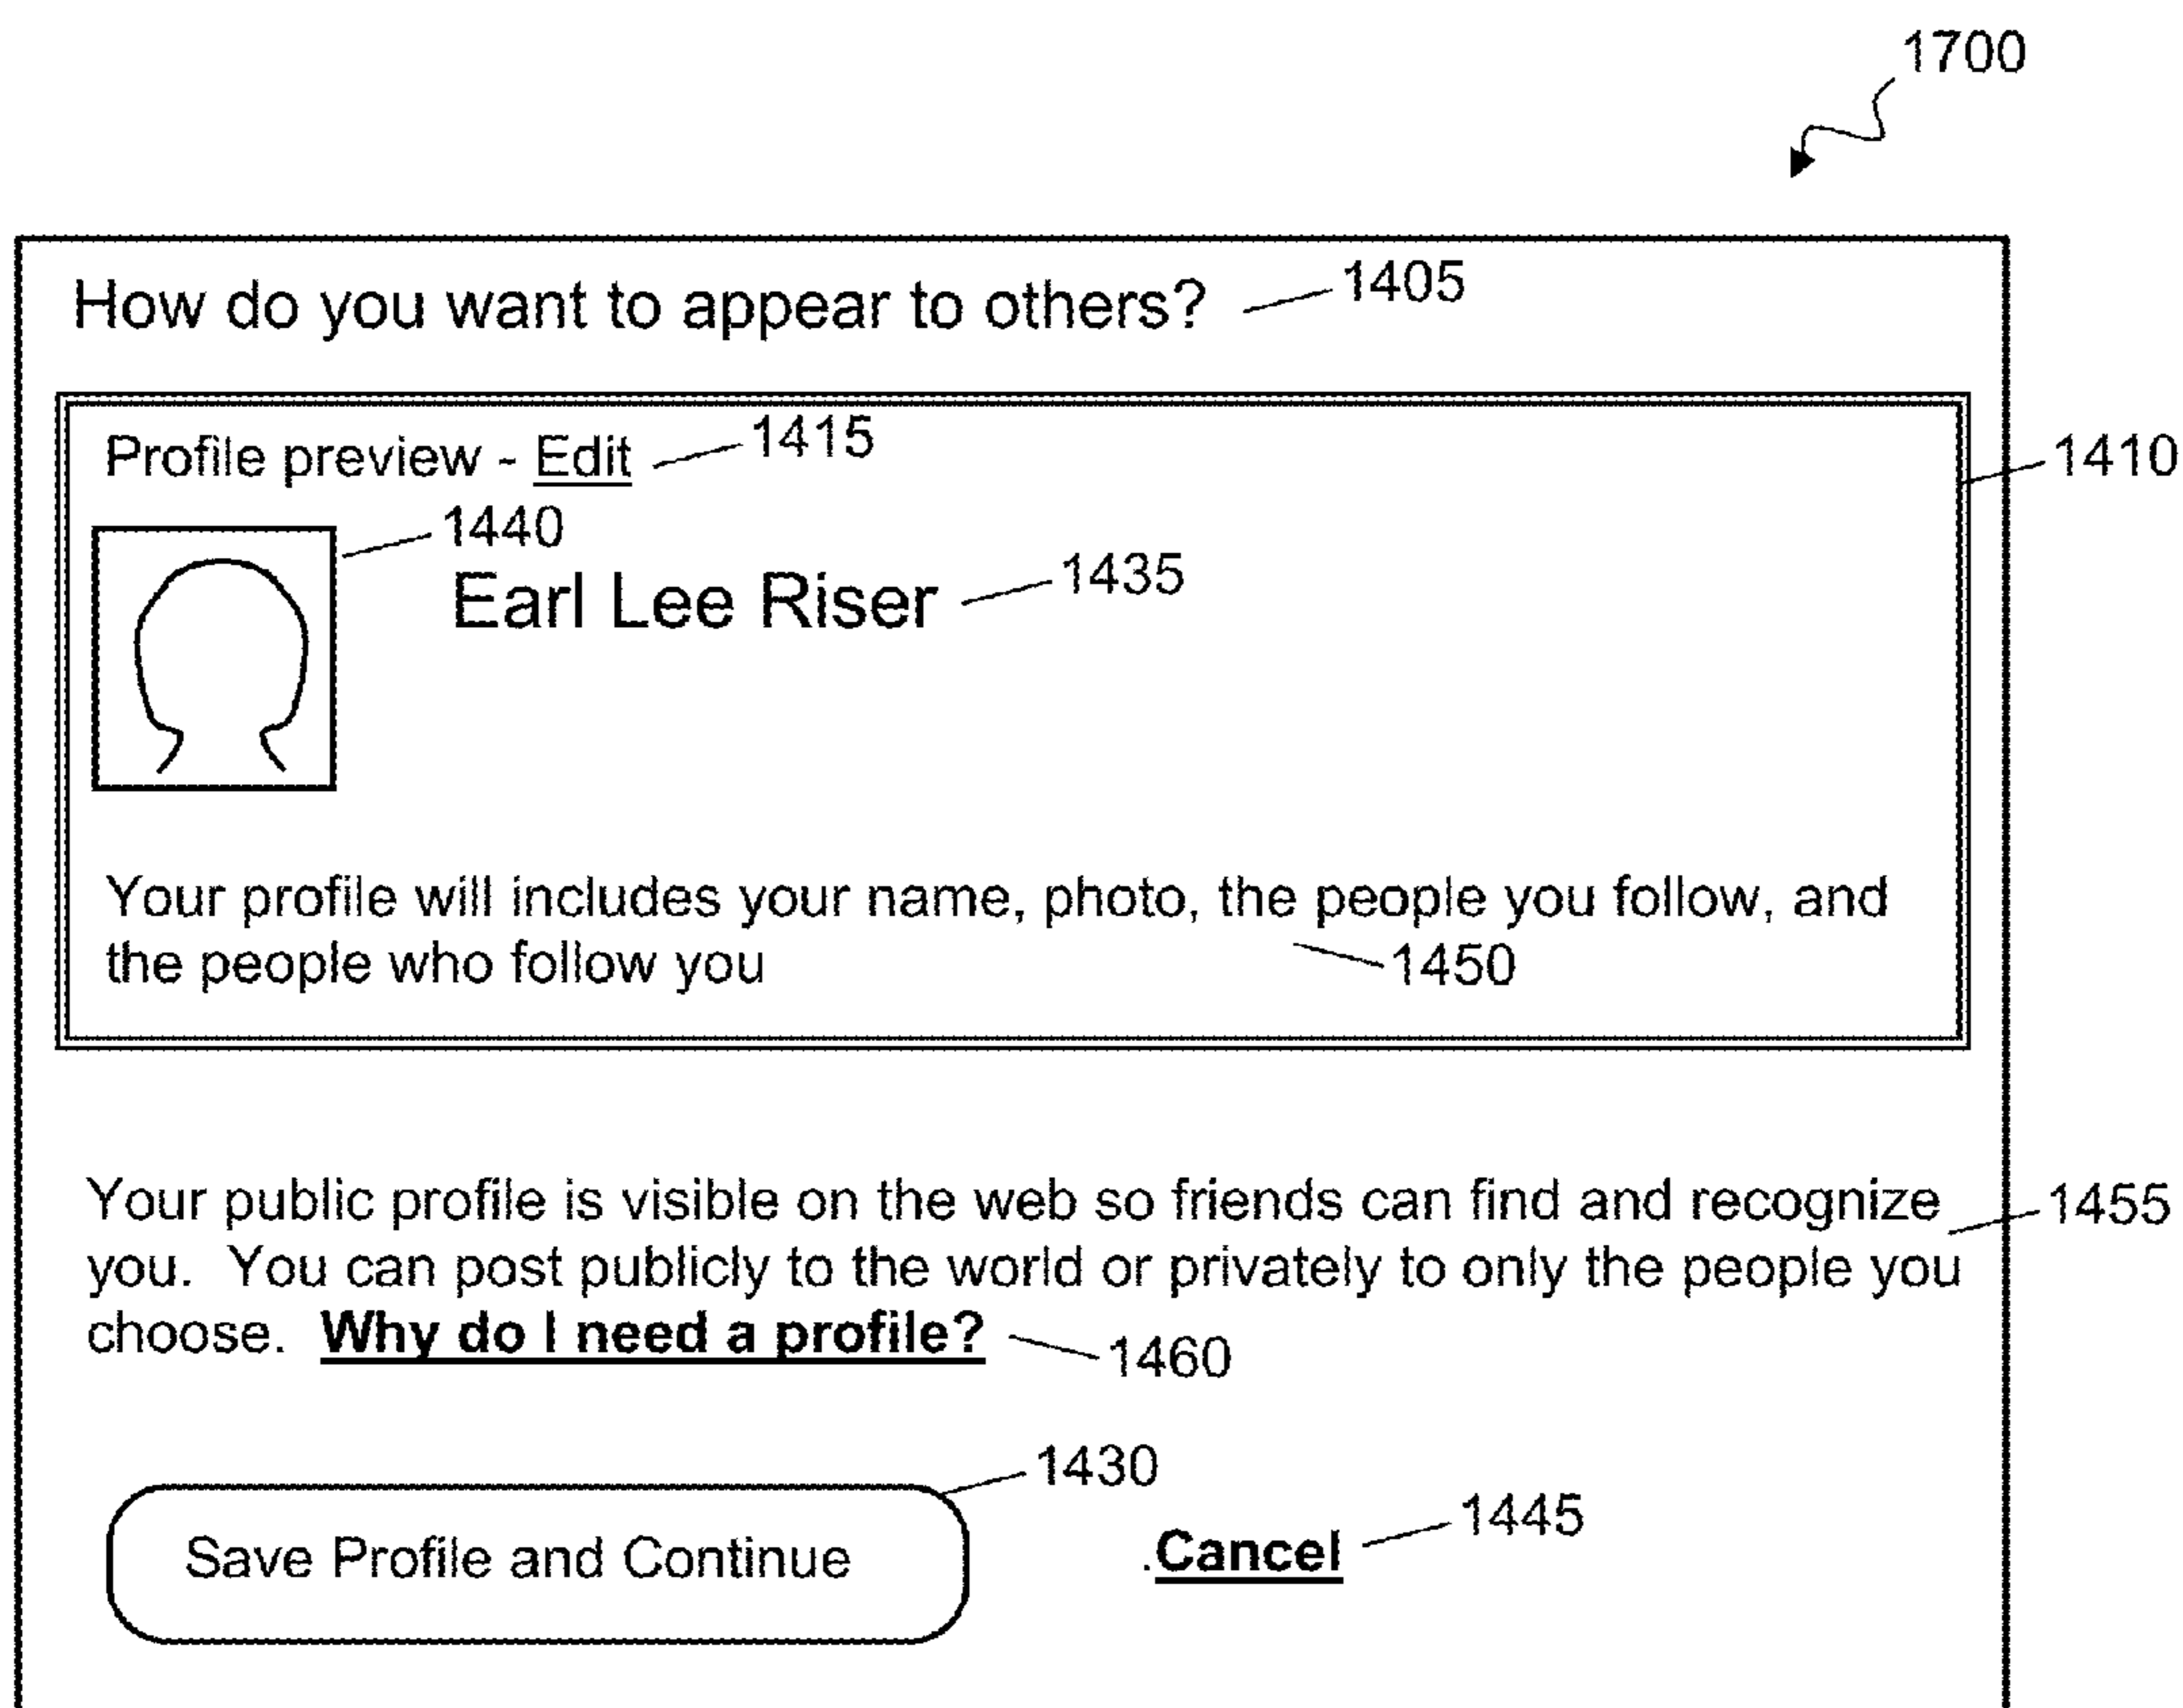 1700
How do you want to appear to others? 1405
Profile preview - Edit 1415
1410
1440
Earl Lee Riser 1435
Your profile will includes your name, photo, the people you follow, and
the people who follow you 1450
Your public profile is visible on the web so friends can find and recognize 1455
you. You can post publicly to the world or privately to only the people you
choose. Why do I need a profile? 1460
1430
Save Profile and Continue .Cancel 1445